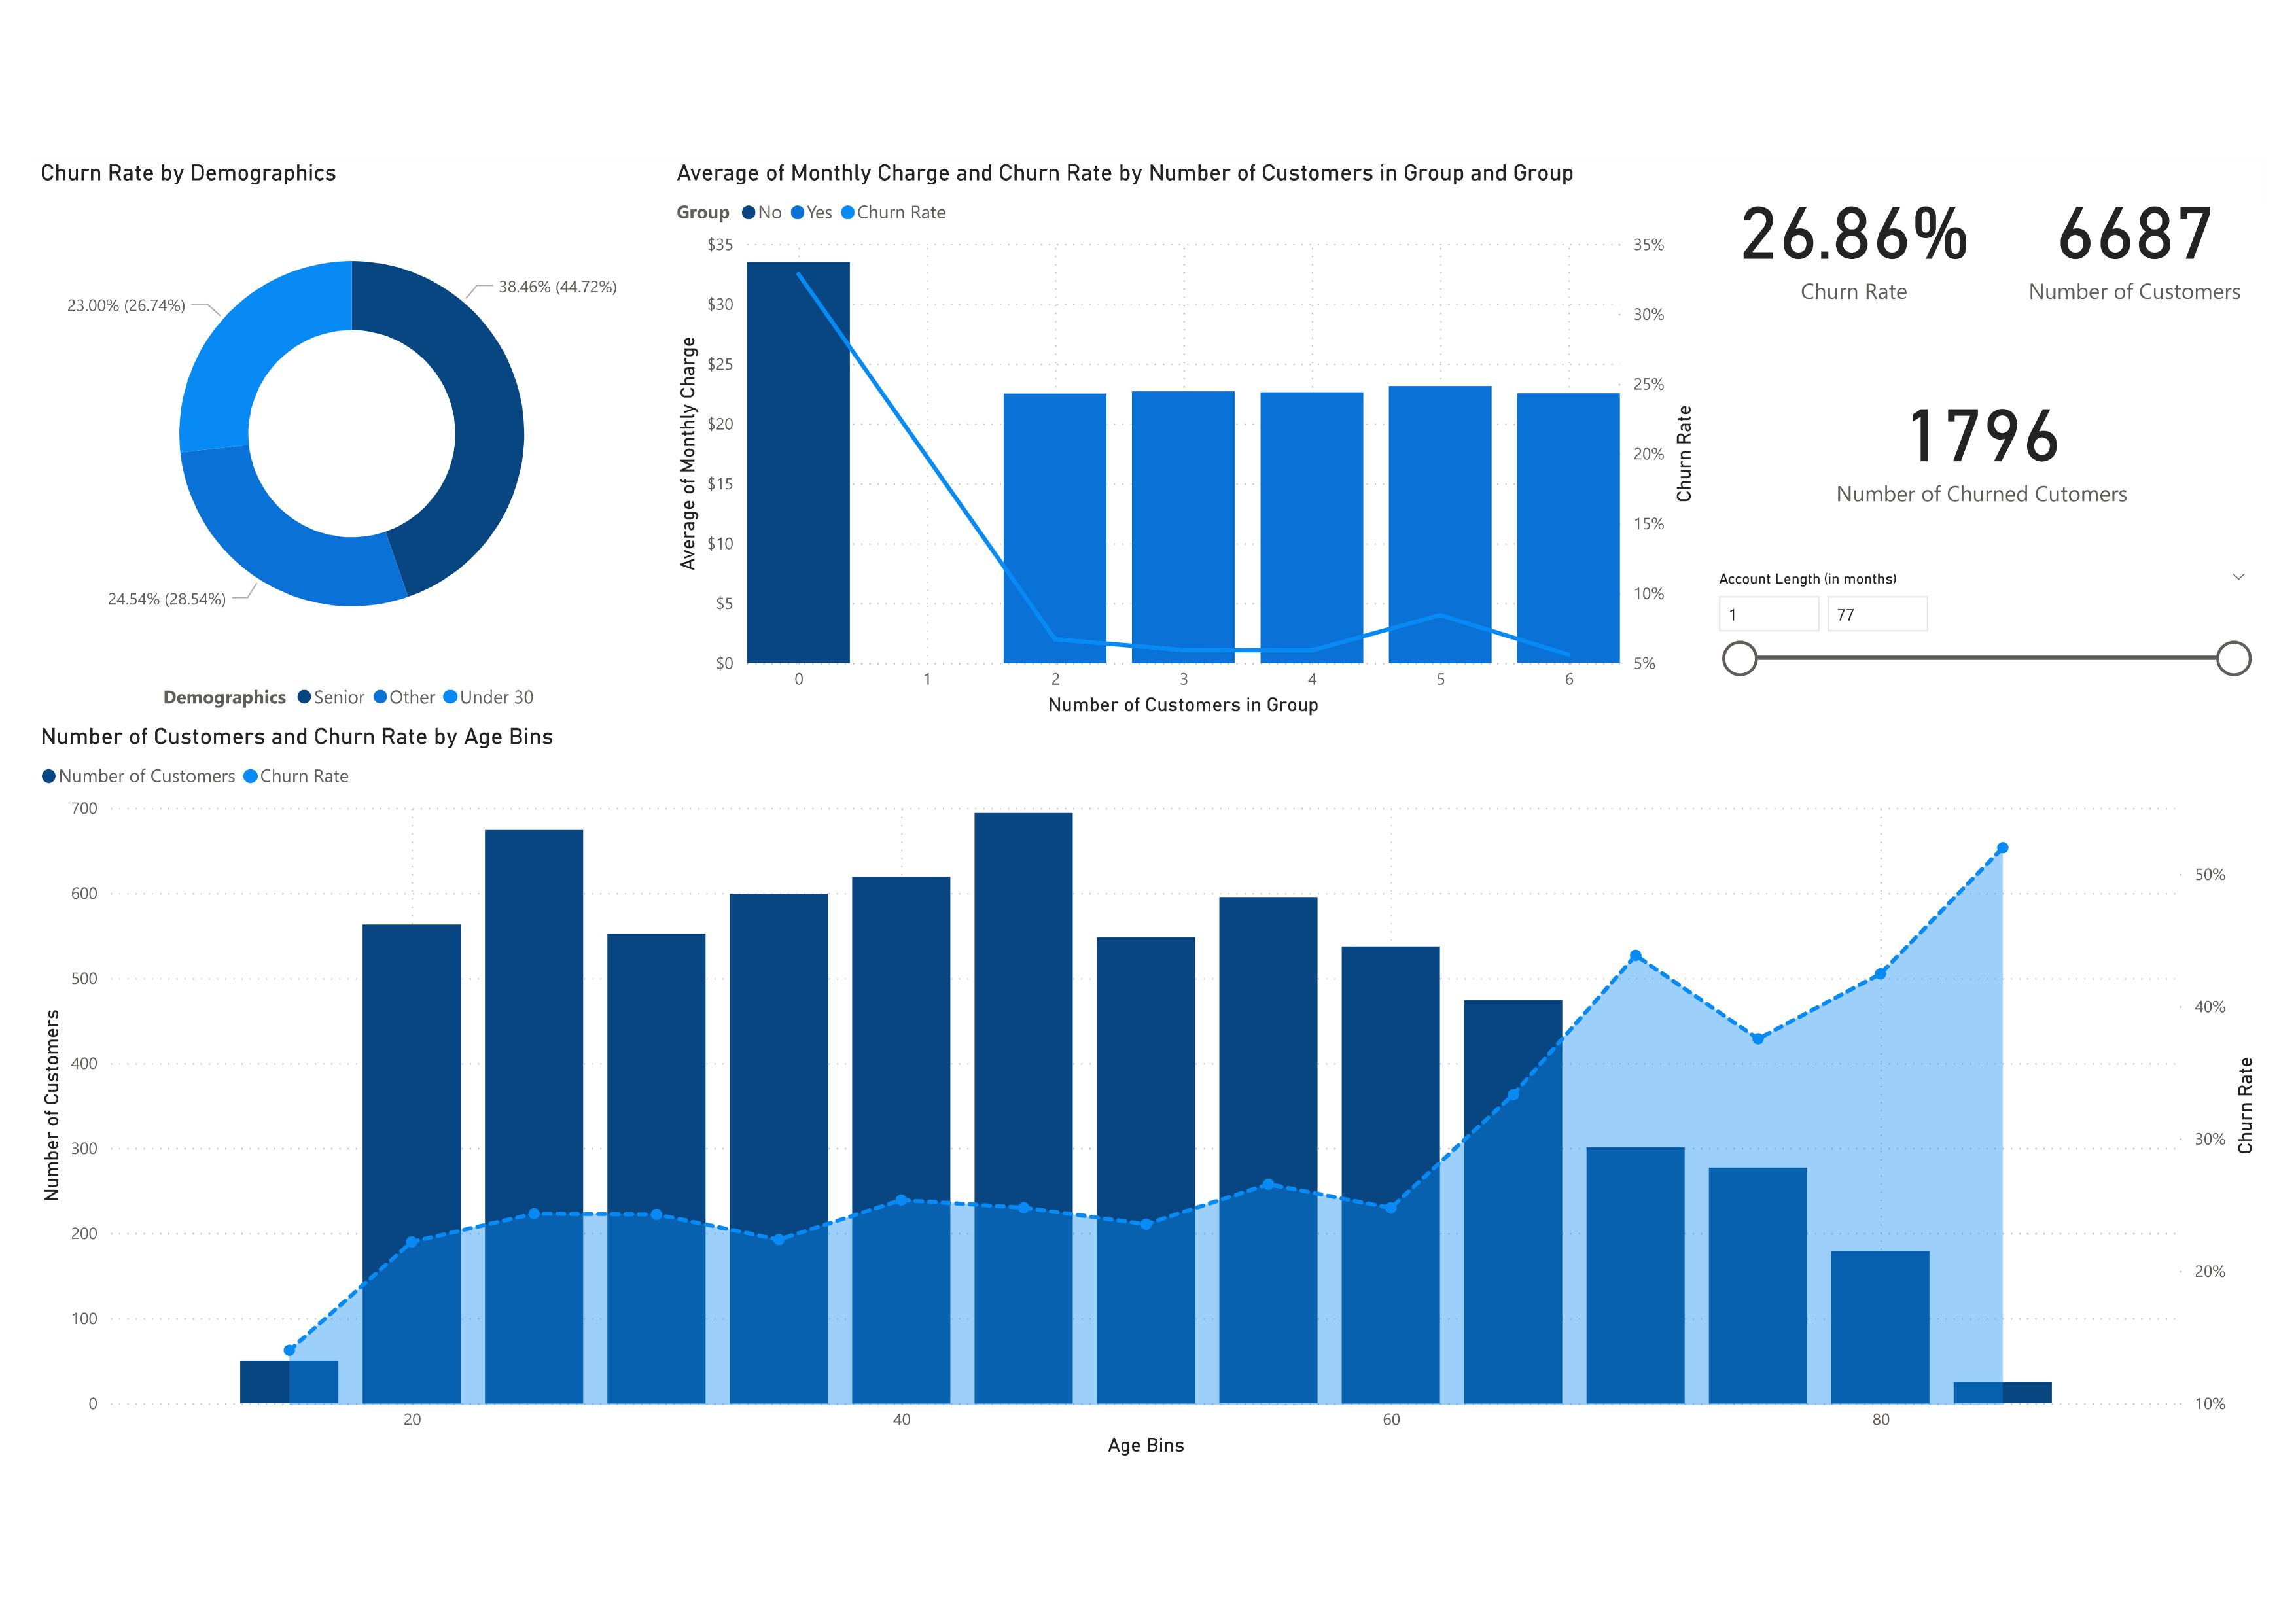 Churn Rate by Demographics
23.00% (26.74%)
38.46% (44.72%)
24.54% (28.54%)
Demographics Senior Other Under 30
Average of Monthly Charge and Churn Rate by Number of Customers in Group and Group
Group No Yes Churn Rate
Average of Monthly Charge
$35
$30
$25
$20
$15
$10
$5
$0
0 1 2 3 4 5 6
Number of Customers in Group
35%
30%
25%
20%
15%
10%
5%
Churn Rate
26.86%
Churn Rate
6687
Number of Customers
1796
Number of Churned Cutomers
Account Length (in months)
1 77
Number of Customers and Churn Rate by Age Bins
Number of Customers Churn Rate
Number of Customers
700
600
500
400
300
200
100
0
20 40 60 80
Age Bins
50%
40%
30%
20%
10%
Churn Rate